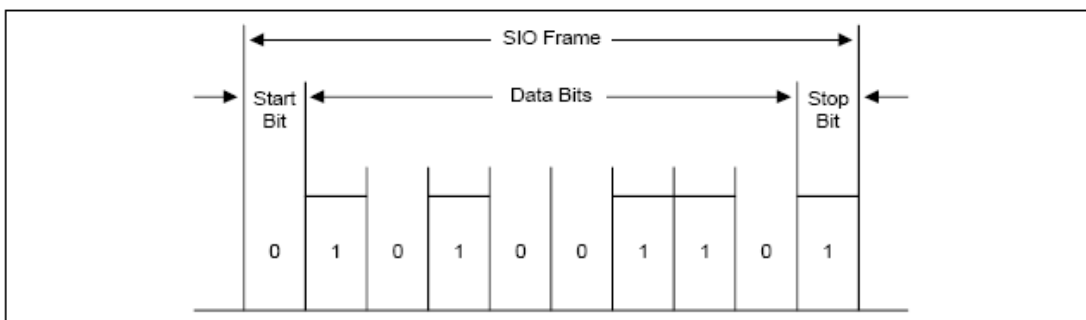 SIO Frame
Start Bit
Data Bits
Stop Bit
0 1 0 1 0 0 1 1 0 1